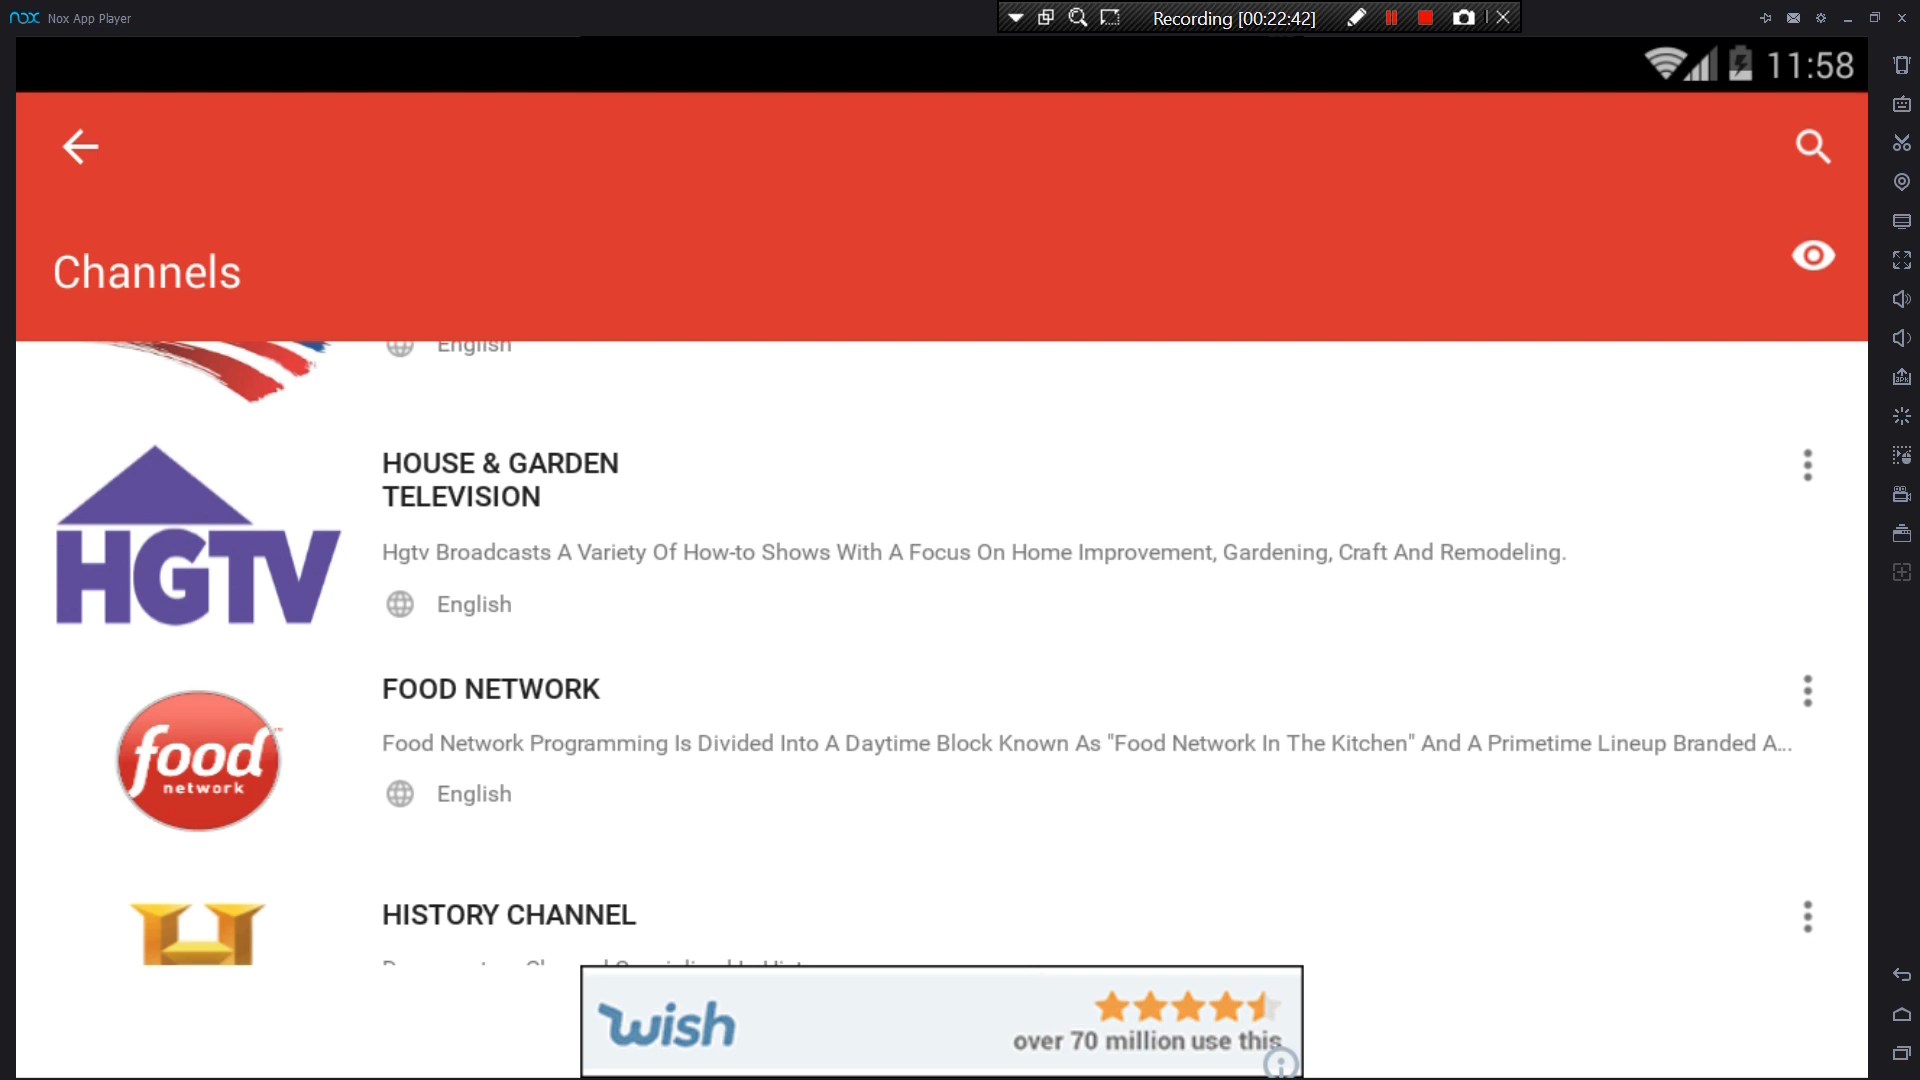 nox Nox App Player
Recording [00:22:42]
11:58
Channels
English
HGTV
HOUSE & GARDEN
TELEVISION
Hgtv Broadcasts A Variety Of How-to Shows With A Focus On Home Improvement, Gardening, Craft And Remodeling.
English
food
network
FOOD NETWORK
Food Network Programming Is Divided Into A Daytime Block Known As "Food Network In The Kitchen" And A Primetime Lineup Branded A...
English
HISTORY CHANNEL
wish
over 70 million use this